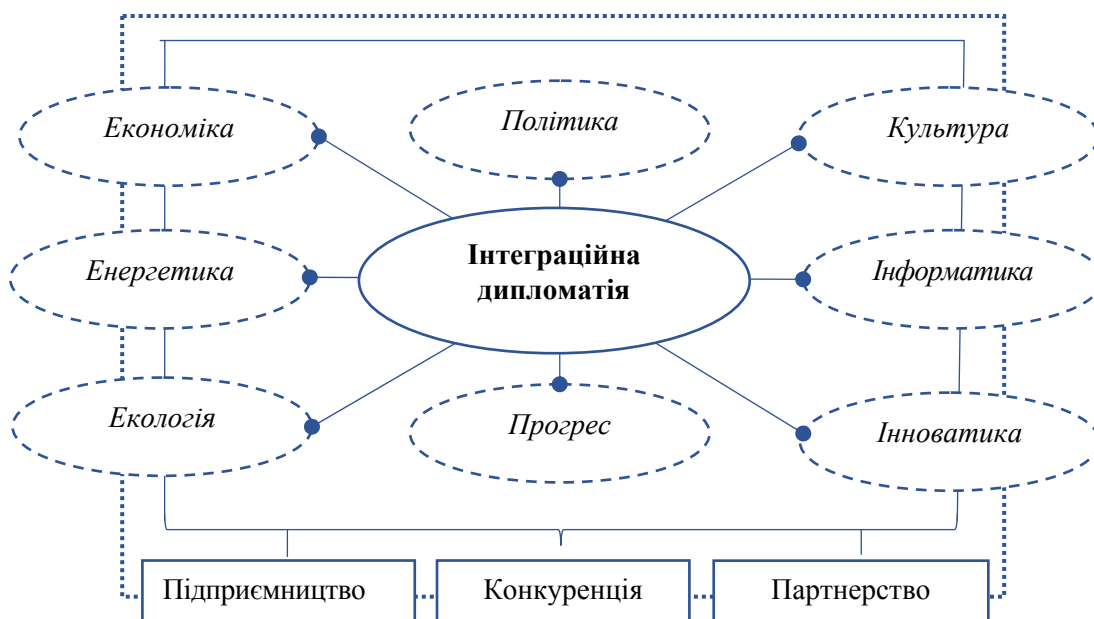 Економіка
Політика
Культура
Інтеграційна
дипломатія
Енергетика
Інформатика
Екологія
Прогрес
Інноватика
Підприємництво
Конкуренція
Партнерство